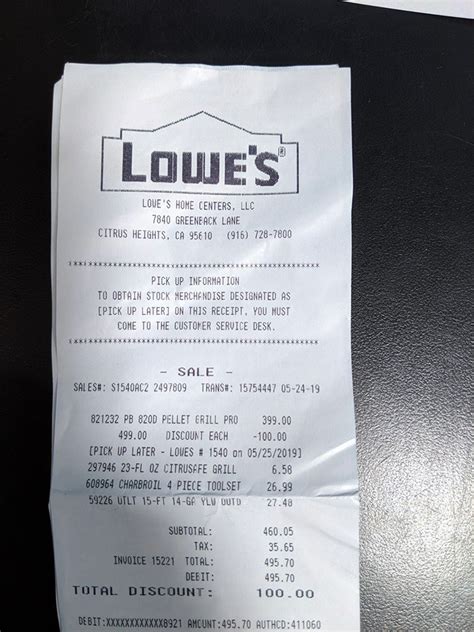 LOWE'S®
LOWE'S HOME CENTERS, LLC
7840 GREENBACK LANE
CITRUS HEIGHTS, CA 95610 (916) 728-7800
************************************
PICK UP INFORMATION
TO OBTAIN STOCK MERCHANDISE DESIGNATED AS
[PICK UP LATER] ON THIS RECEIPT, YOU MUST
COME TO THE CUSTOMER SERVICE DESK.
************************************
- SALE -
SALES#: S1540AC2 2497809 TRANS#: 15754447 05-24-19
821232 PB 820D PELLET GRILL PRO 399.00
499.00 DISCOUNT EACH -100.00
[PICK UP LATER - LOWES # 1540 on 05/25/2019]
297946 23-FL OZ CITRUSAFE GRILL 6.58
608964 CHARBROIL 4 PIECE TOOLSET 26.99
59226 UTLT 15-FT 14-GA YLW OUTD 27.48
SUBTOTAL: 460.05
TAX: 35.65
INVOICE 15221 TOTAL: 495.70
DEBIT: 495.70
TOTAL DISCOUNT: 100.00
DEBIT:XXXXXXXXXXXX8921 AMOUNT:495.70 AUTHCD:411060